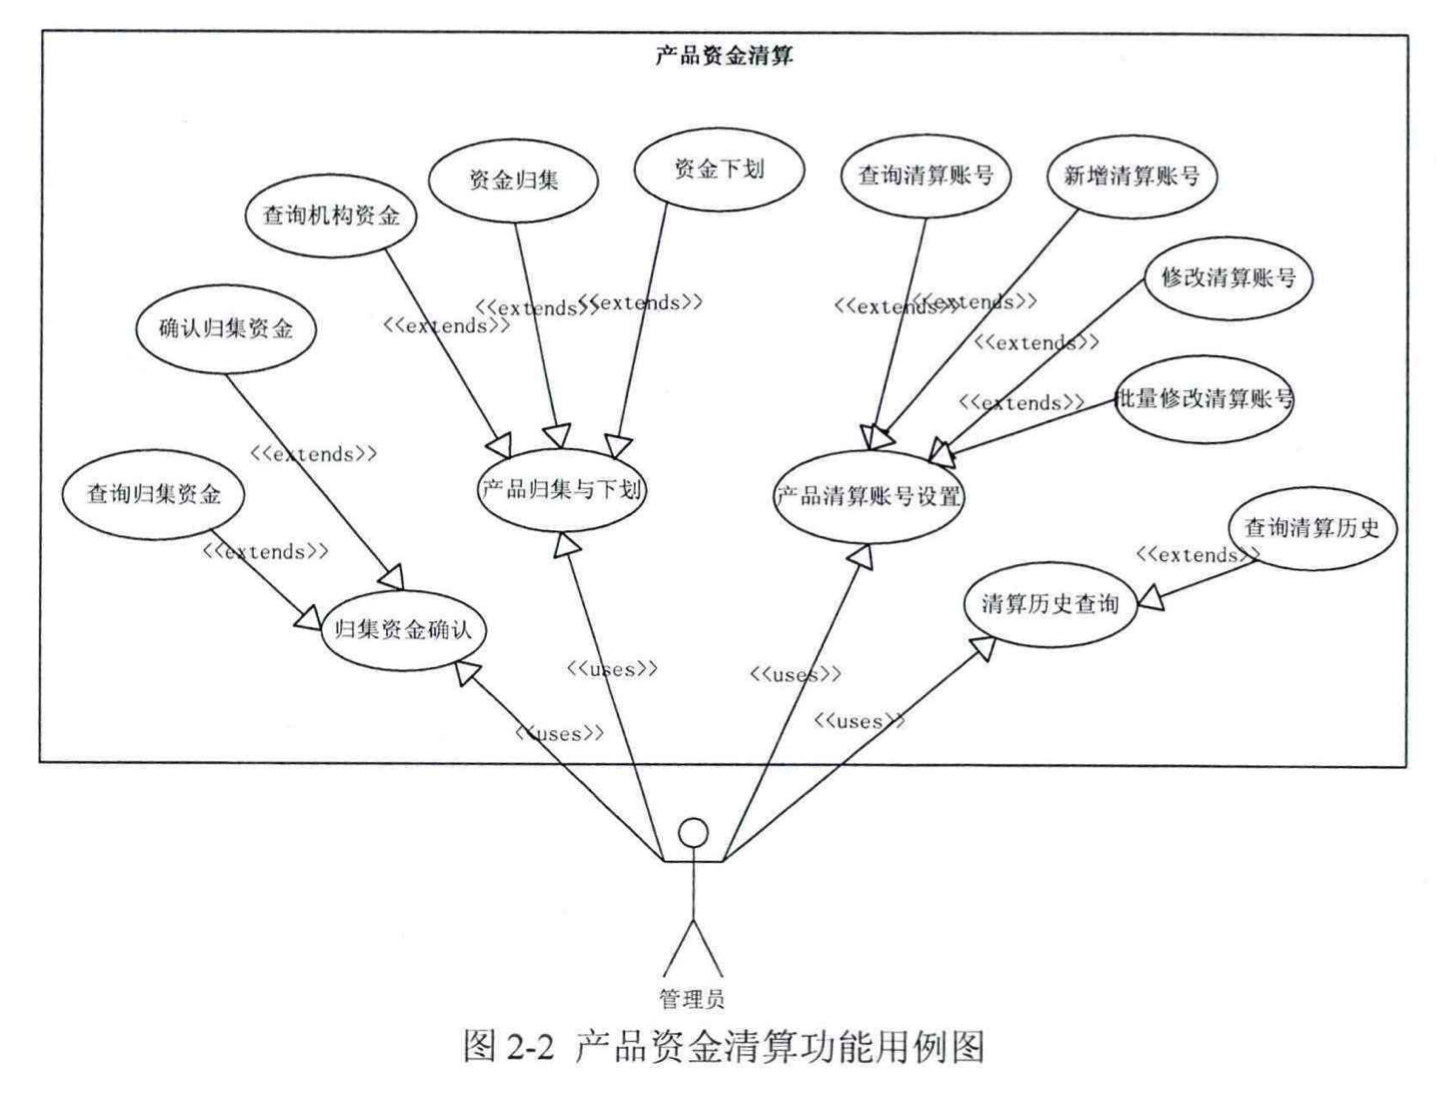 产品资金清算
资金下划
资金归集
查询清算账号
新增清算账号
查询机构资金
修改清算账号
确认归集资金
<<extends>>
<<extends>>
<<extends>>
<<extends>>
<<extends>>
<<extends>>
批量修改清算账号
<<extends>>
<<extends>>
查询归集资金
产品归集与下划
产品清算账号设置
查询清算历史
<<extends>>
<<extends>>
清算历史查询
归集资金确认
<<uses>>
<<uses>>
<<uses>>
<<uses>>
管理员
图 2-2 产品资金清算功能用例图